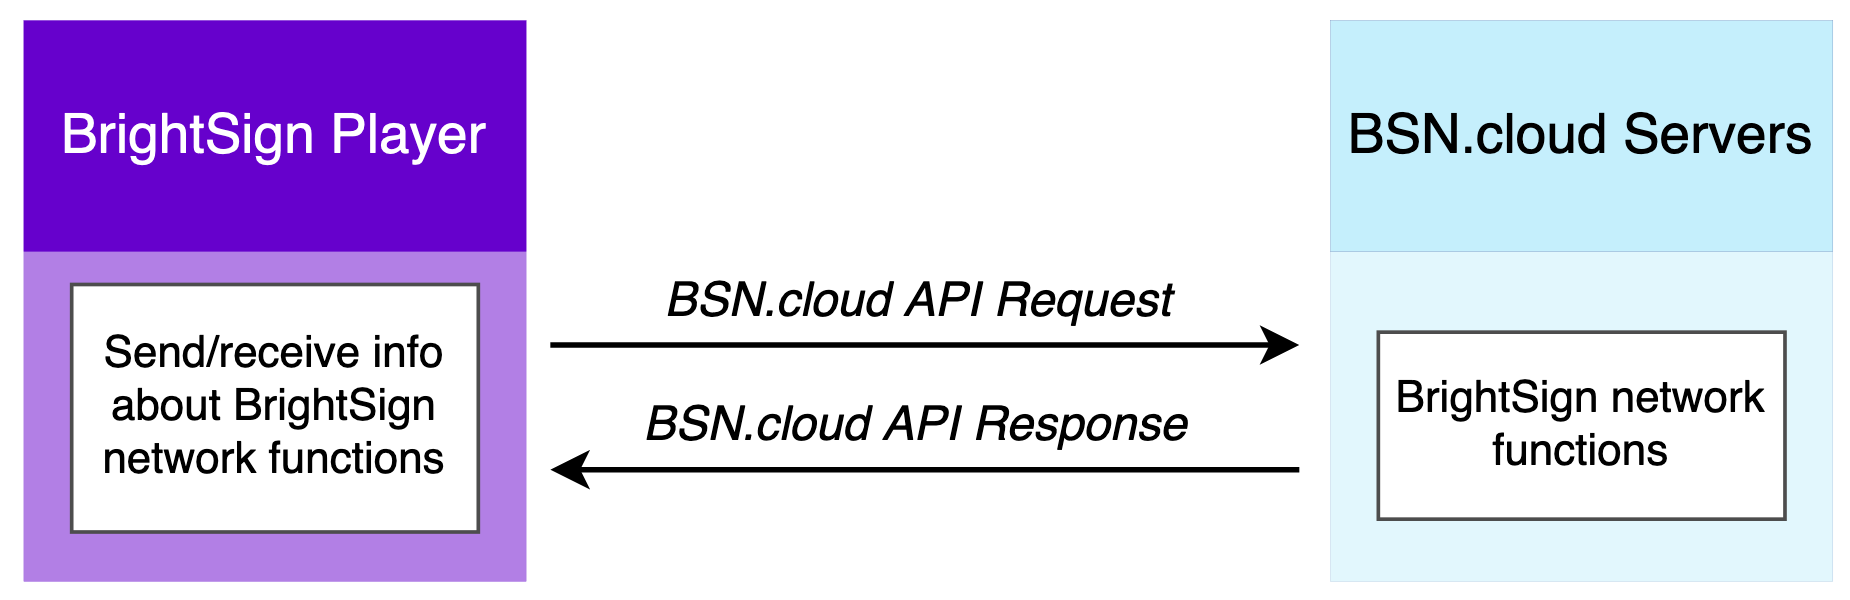 BrightSign Player
BSN.cloud Servers
Send/receive info
about BrightSign
network functions
BSN.cloud API Request
BSN.cloud API Response
BrightSign network
functions